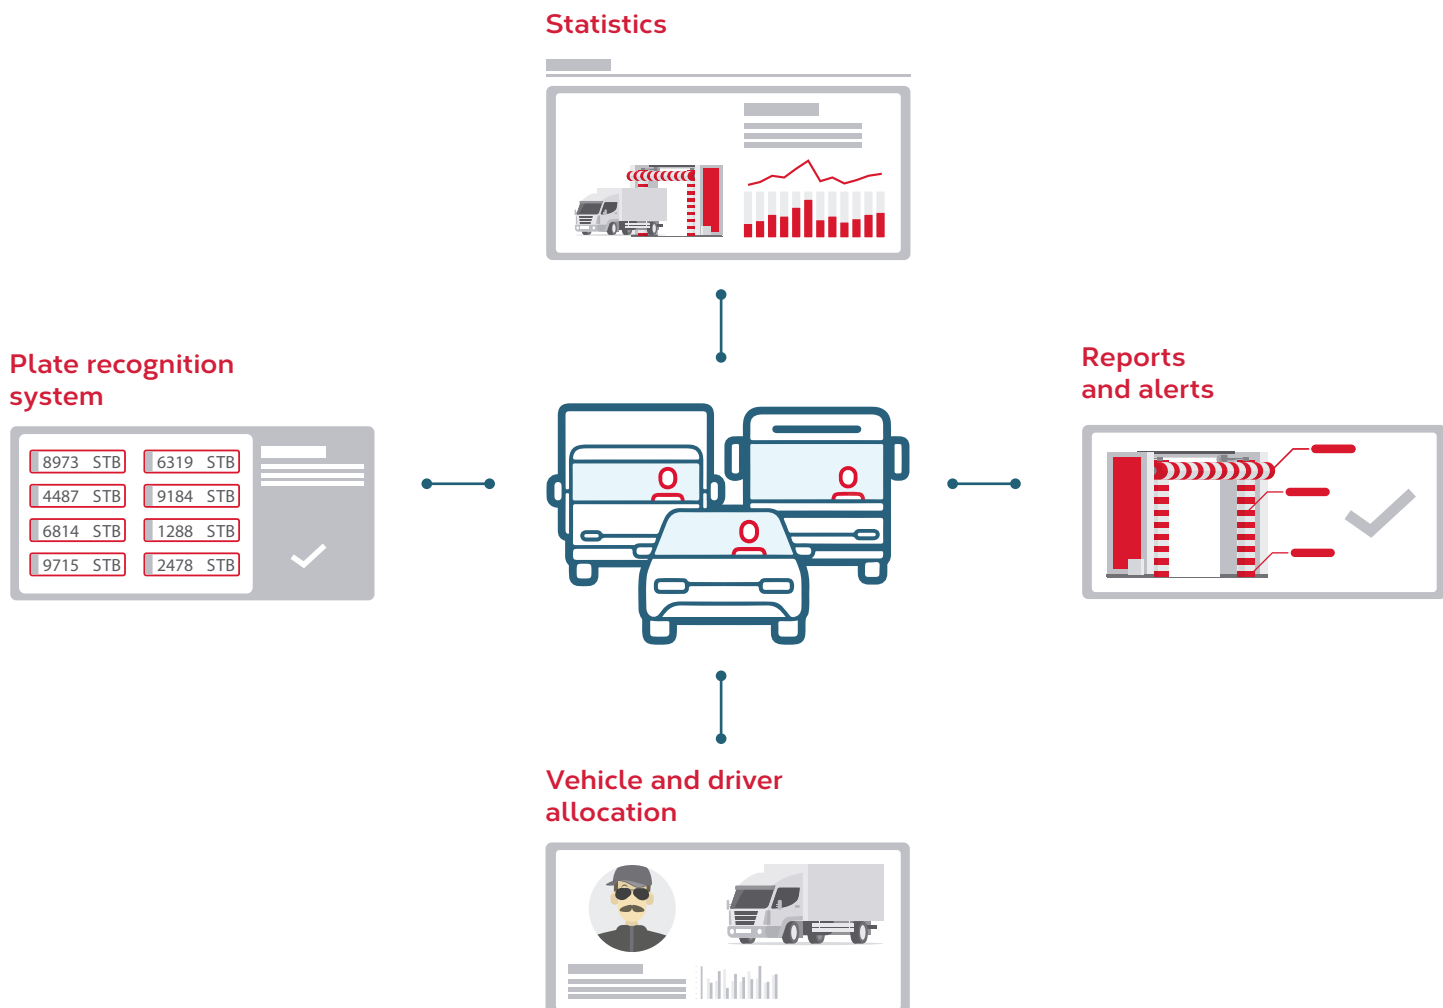 Statistics
Plate recognition
system
8973 STB
6319 STB
4487 STB
9184 STB
6814 STB
1288 STB
9715 STB
2478 STB
Reports
and alerts
Vehicle and driver
allocation